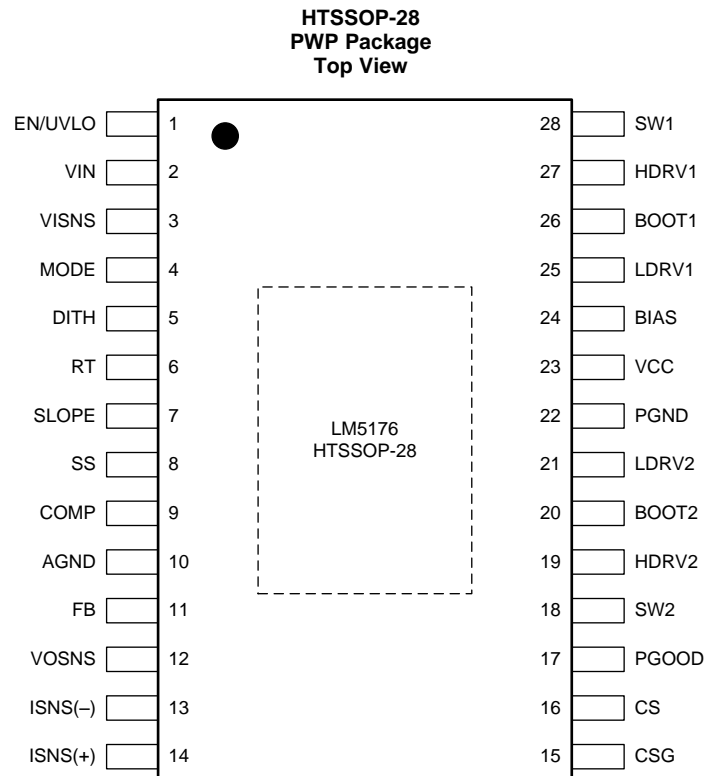 HTSSOP-28
PWP Package
Top View
EN/UVLO 1 28 SW1
VIN 2 27 HDRV1
VISNS 3 26 BOOT1
MODE 4 25 LDRV1
DITH 5 24 BIAS
RT 6 23 VCC
SLOPE 7 22 PGND
LM5176
HTSSOP-28
SS 8 21 LDRV2
COMP 9 20 BOOT2
AGND 10 19 HDRV2
FB 11 18 SW2
VOSNS 12 17 PGOOD
ISNS(–) 13 16 CS
ISNS(+) 14 15 CSG